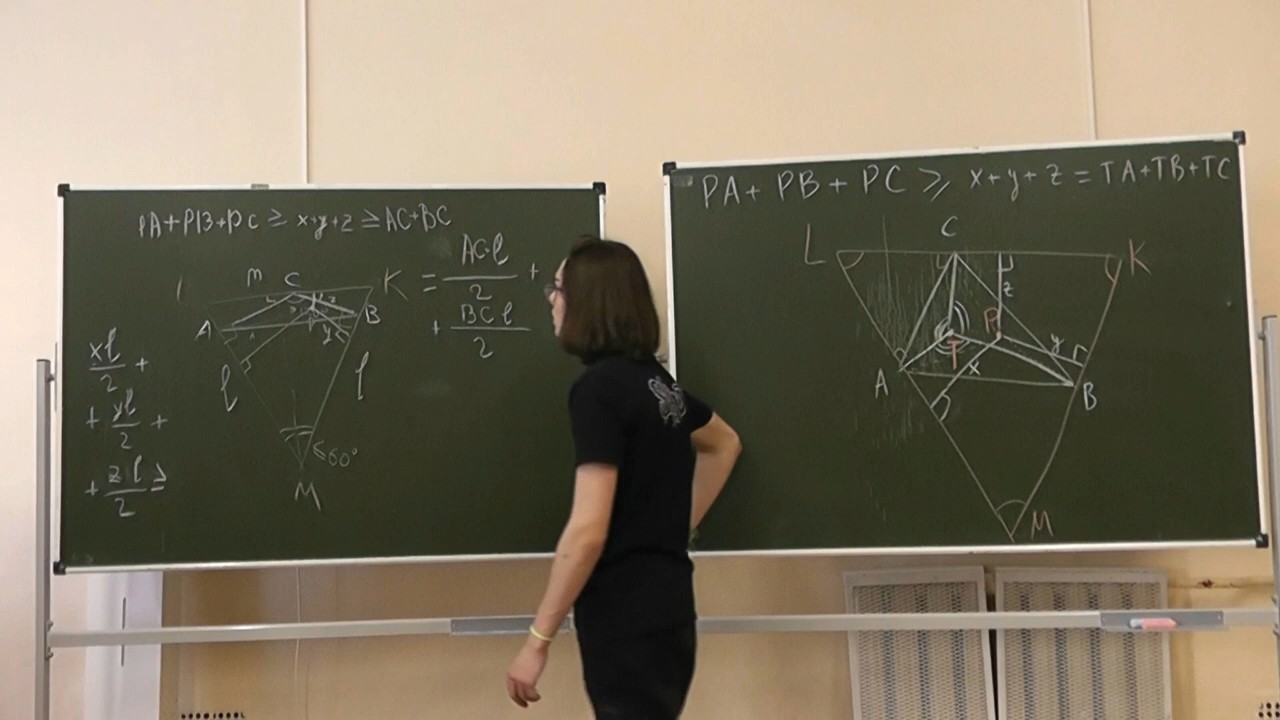 PA+PB+PC ≥ x+y+z ≥ AC+BC
M C
K
A
B
x
z
y
l
l
60°
M
xl/2 +
+ yl/2 +
+ zl/2 ≥
= AC·l/2 +
+ BCl/2
PA + PB + PC ⩾ x+y+z = TA+TB+TC
L C K
z
P
T
x
y
A
B
M